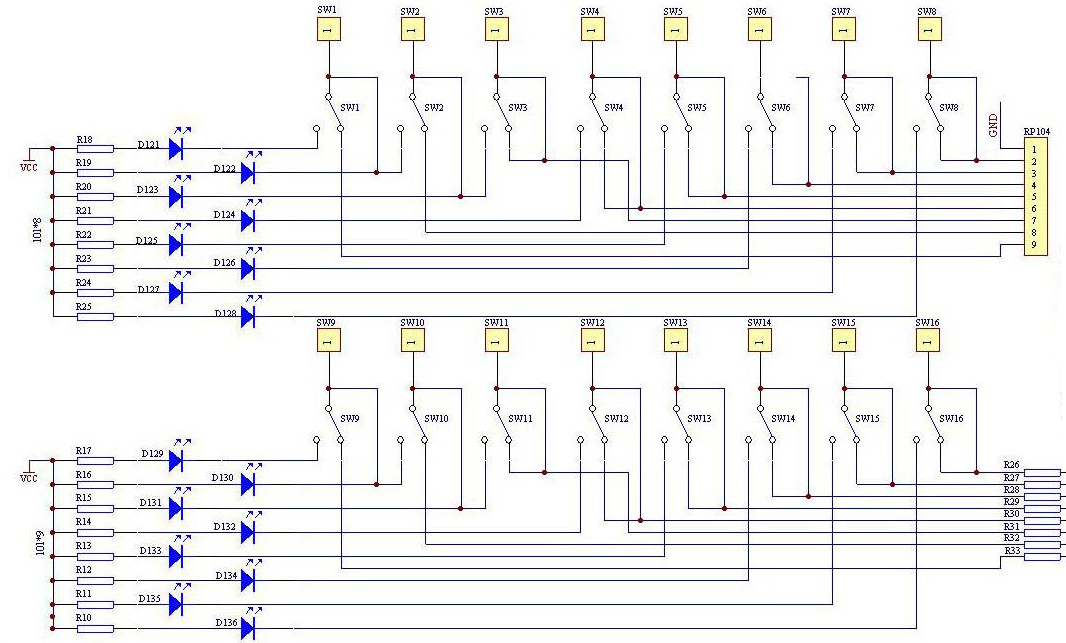 SW1 SW2 SW3 SW4 SW5 SW6 SW7 SW8
1 1 1 1 1 1 1 1
SW1 SW2 SW3 SW4 SW5 SW6 SW7 SW8
GND
RP104
1
2
3
4
5
6
7
8
9
VCC
101*8
R18 D121
R19 D122
R20 D123
R21 D124
R22 D125
R23 D126
R24 D127
R25 D128
SW9 SW10 SW11 SW12 SW13 SW14 SW15 SW16
1 1 1 1 1 1 1 1
SW9 SW10 SW11 SW12 SW13 SW14 SW15 SW16
VCC
101*9
R17 D129
R16 D130
R15 D131
R14 D132
R13 D133
R12 D134
R11 D135
R10 D136
R26
R27
R28
R29
R30
R31
R32
R33